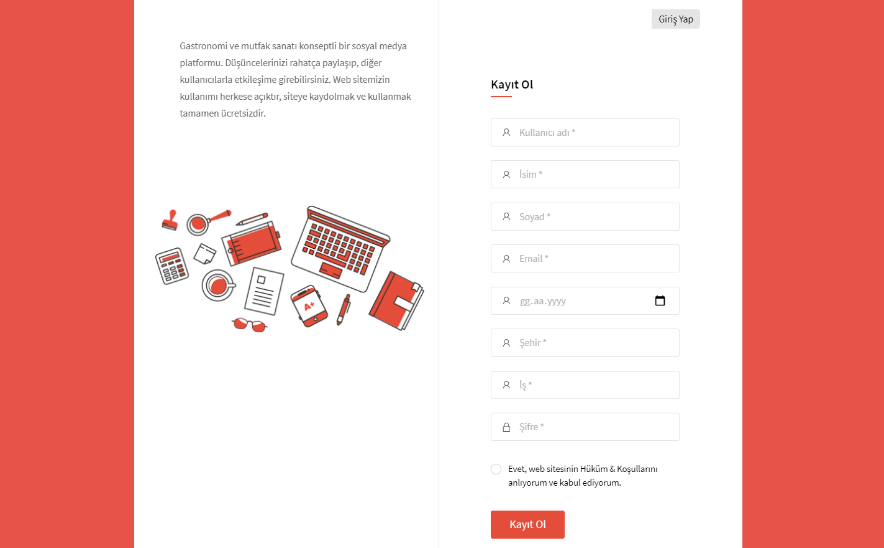 Giriş Yap
Gastronomi ve mutfak sanatı konseptli bir sosyal medya
platformu. Düşüncelerinizi rahatça paylaşıp, diğer
kullanıcılarla etkileşime girebilirsiniz. Web sitemizin
kullanımı herkese açıktır, siteye kaydolmak ve kullanmak
tamamen ücretsizdir.
A+
Kayıt Ol
Kullanıcı adı *
İsim *
Soyad *
Email *
gg.aa.yyyy
Şehir *
İş *
Şifre *
Evet, web sitesinin Hüküm & Koşullarını
anlıyorum ve kabul ediyorum.
Kayıt Ol